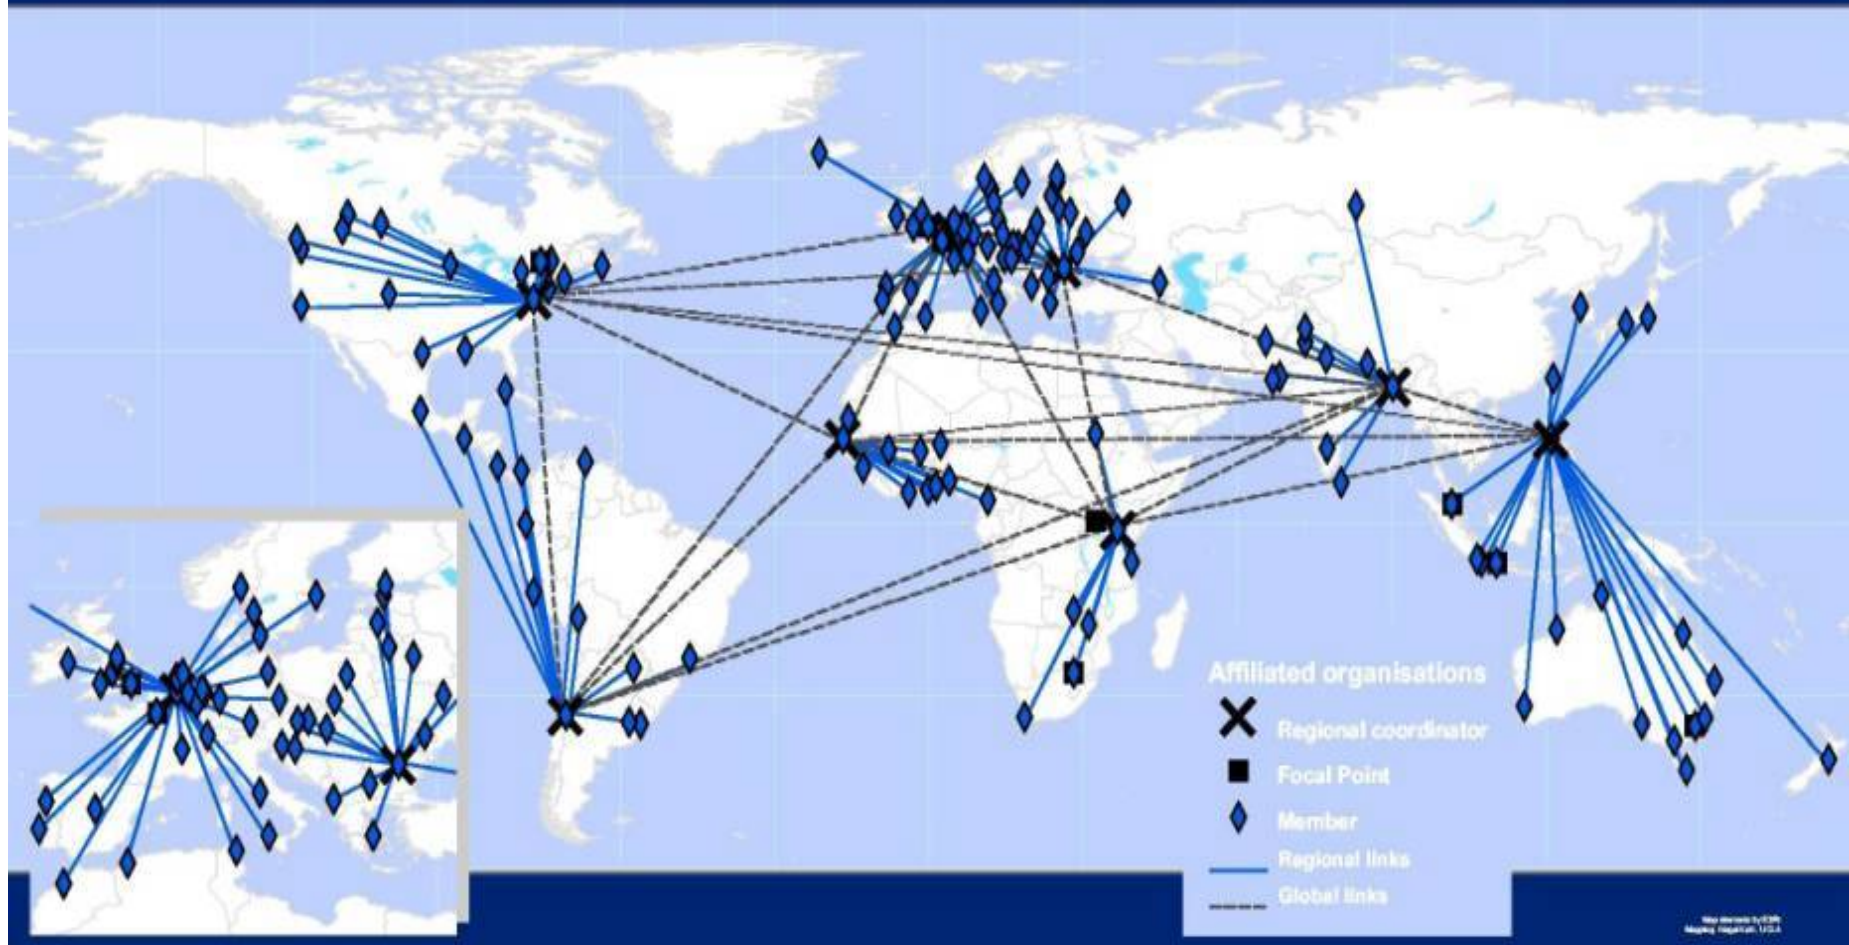 Affiliated organisations
Regional coordinator
Focal Point
Member
Regional links
Global links